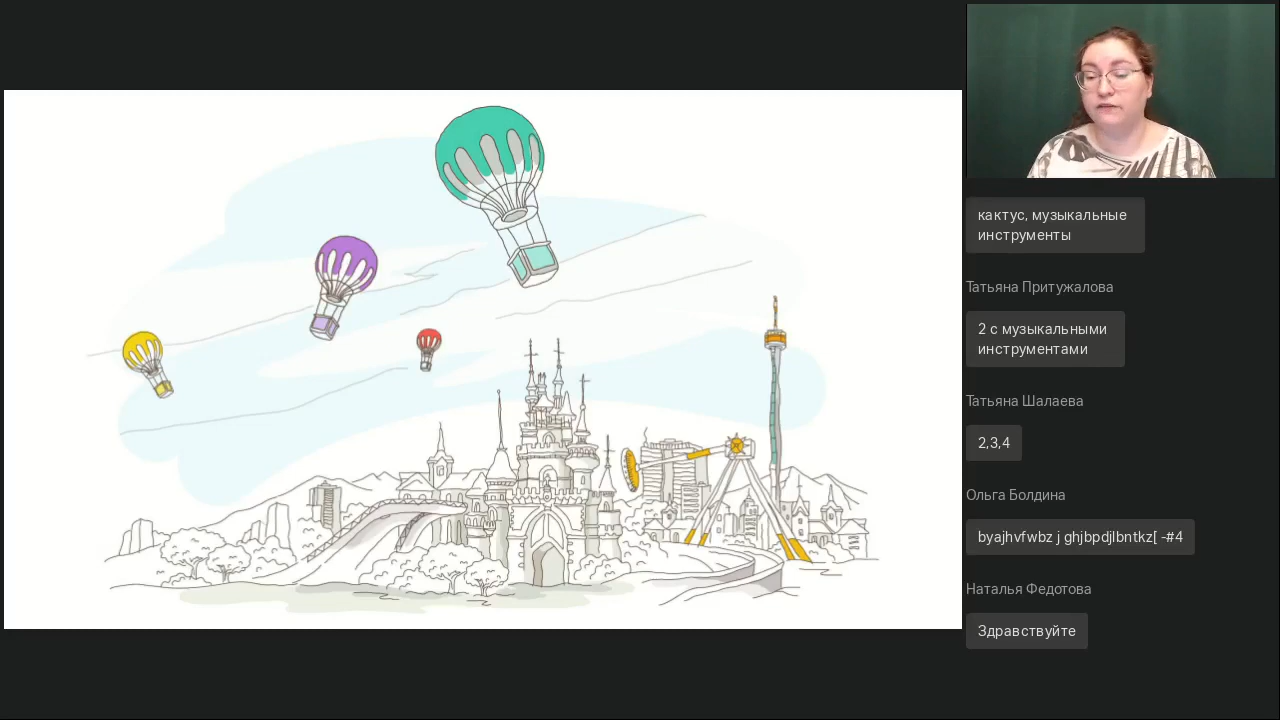 кактус, музыкальные
инструменты
Татьяна Притужалова
2 с музыкальными
инструментами
Татьяна Шалаева
2,3,4
Ольга Болдина
byajhvfwbz j ghjbpdjlbntkz[ -#4
Наталья Федотова
Здравствуйте